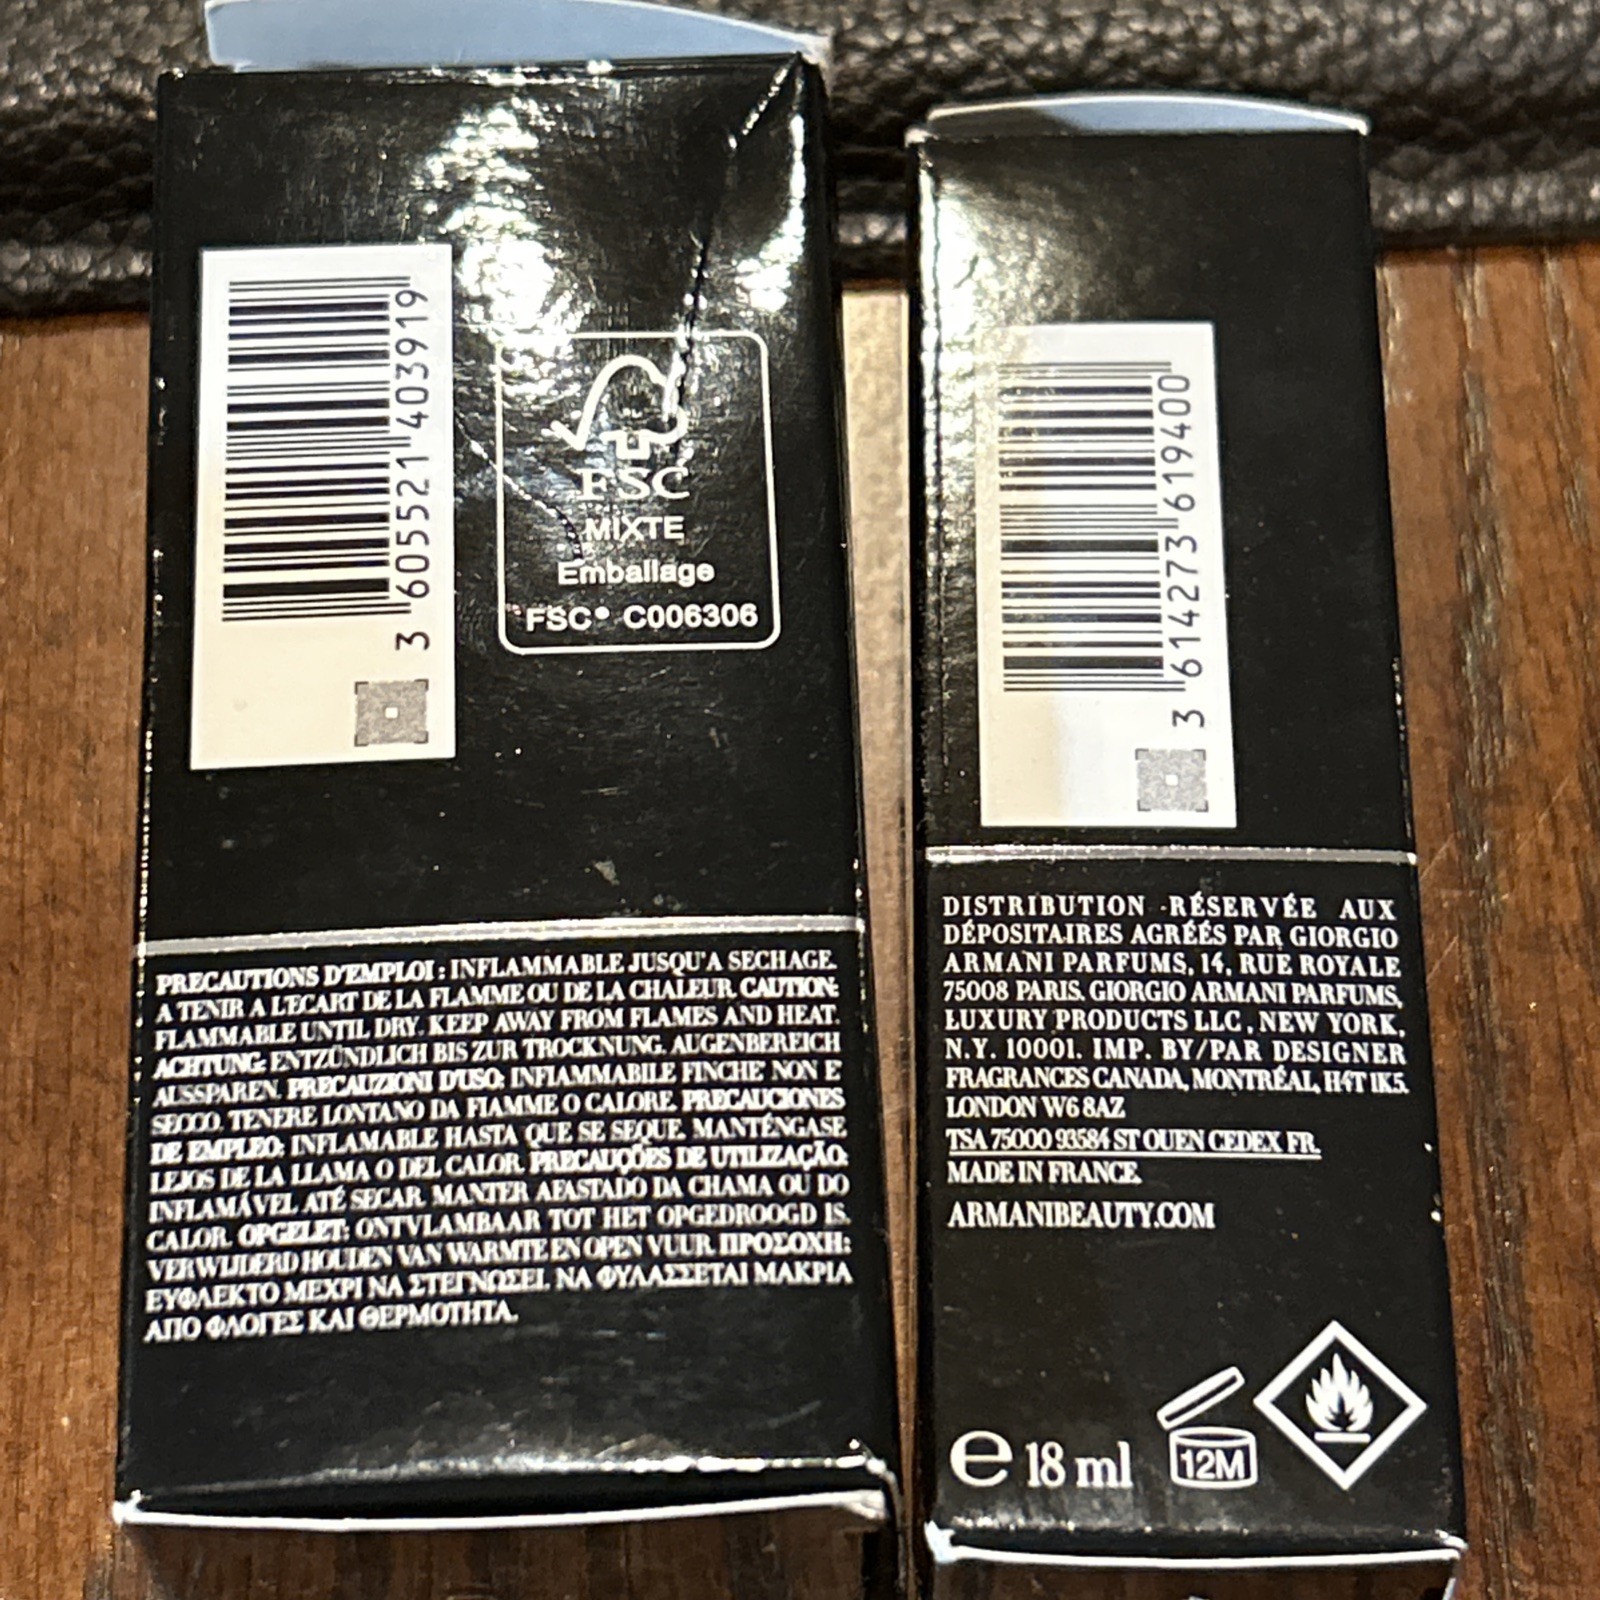 3 605521 403919
FSC
MIXTE
Emballage
FSC® C006306
PRECAUTIONS D'EMPLOI : INFLAMMABLE JUSQU'A SECHAGE.
A TENIR A L'ECART DE LA FLAMME OU DE LA CHALEUR. CAUTION:
FLAMMABLE UNTIL DRY. KEEP AWAY FROM FLAMES AND HEAT.
ACHTUNG: ENTZÜNDLICH BIS ZUR TROCKNUNG. AUGENBEREICH
AUSSPAREN. PRECAUZIONI D'USO: INFIAMMABILE FINCHE' NON E'
SECCO. TENERE LONTANO DA FIAMME O CALORE. PRECAUCIONES
DE EMPLEO: INFLAMABLE HASTA QUE SE SEQUE. MANTÉNGASE
LEJOS DE LA LLAMA O DEL CALOR. PRECAUÇÕES DE UTILIZAÇÃO:
INFLAMÁVEL ATÉ SECAR. MANTER AFASTADO DA CHAMA OU DO
CALOR. OPGELET: ONTVLAMBAAR TOT HET OPGEDROOGD IS.
VERWIJDERD HOUDEN VAN WARMTE EN OPEN VUUR. ΠΡΟΣΟΧΗ:
ΕΥΦΛΕΚΤΟ ΜΕΧΡΙ ΝΑ ΣΤΕΓΝΩΣΕΙ. ΝΑ ΦΥΛΑΣΣΕΤΑΙ ΜΑΚΡΙΑ
ΑΠΟ ΦΛΟΓΕΣ ΚΑΙ ΘΕΡΜΟΤΗΤΑ.
3 614273 619400
DISTRIBUTION RÉSERVÉE AUX
DÉPOSITAIRES AGRÉÉS PAR GIORGIO
ARMANI PARFUMS, 14, RUE ROYALE
75008 PARIS. GIORGIO ARMANI PARFUMS,
LUXURY PRODUCTS LLC, NEW YORK,
N.Y. 10001. IMP. BY/PAR DESIGNER
FRAGRANCES CANADA, MONTRÉAL, H4T 1K5.
LONDON W6 8AZ
TSA 75000 93584 ST OUEN CEDEX FR.
MADE IN FRANCE.
ARMANIBEAUTY.COM
e 18 ml 12M